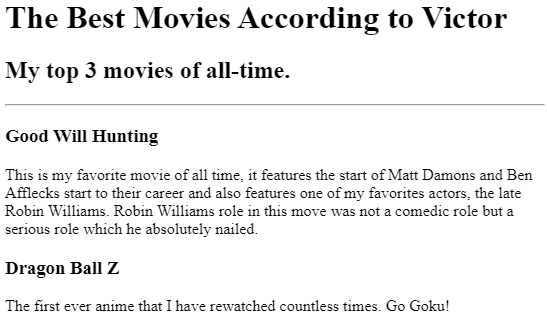 The Best Movies According to Victor
My top 3 movies of all-time.
Good Will Hunting
This is my favorite movie of all time, it features the start of Matt Damons and Ben
Afflecks start to their career and also features one of my favorites actors, the late
Robin Williams. Robin Williams role in this move was not a comedic role but a
serious role which he absolutely nailed.
Dragon Ball Z
The first ever anime that I have rewatched countless times. Go Goku!